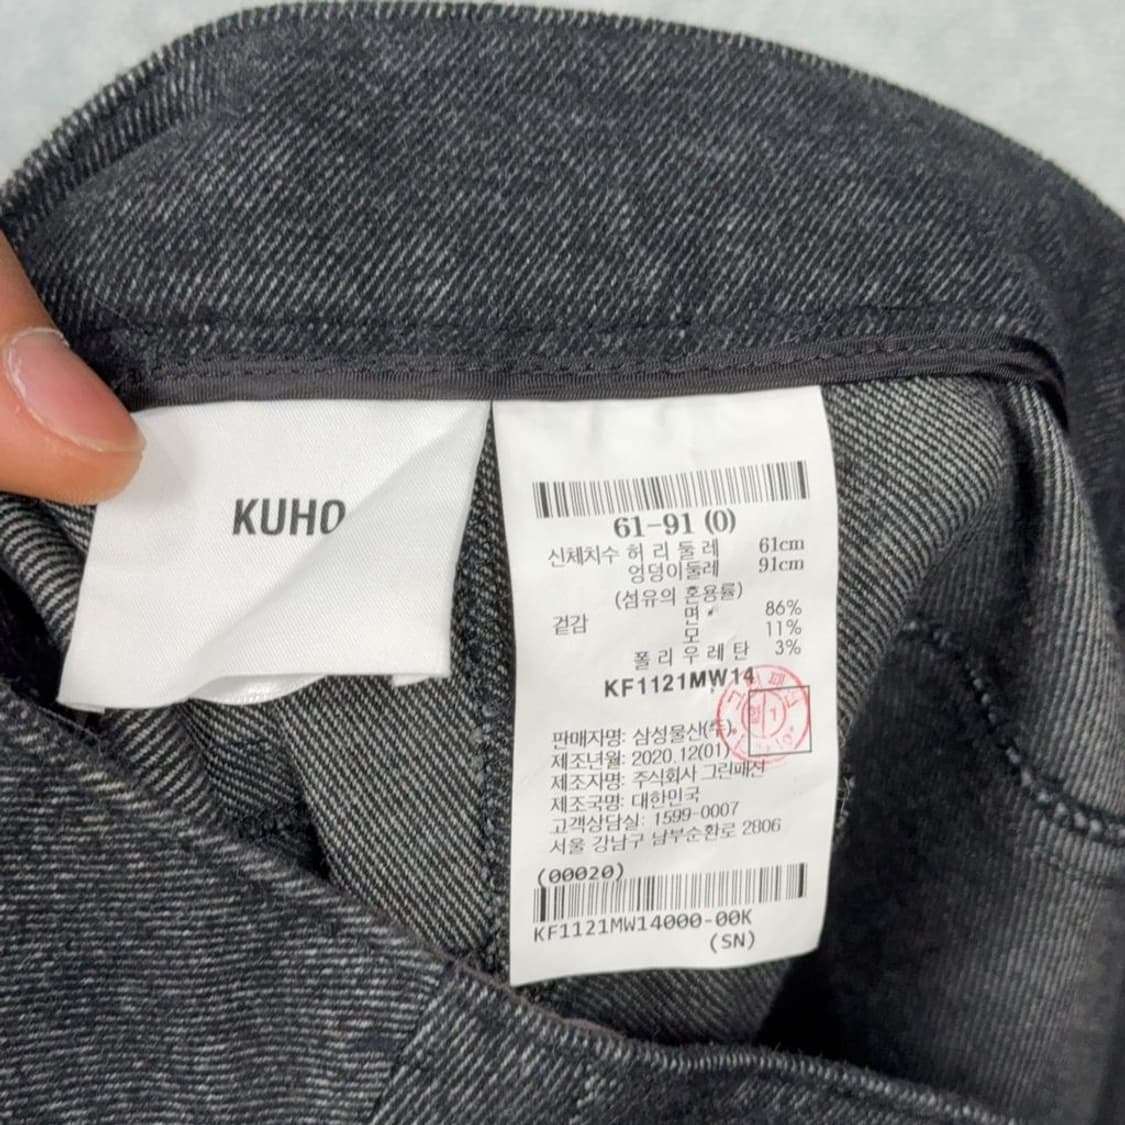 KUHO
61-91 (0)
신체치수 허리둘레 61cm
엉덩이둘레 91cm
(섬유의 혼용률)
겉감 면 86%
모 11%
폴리우레탄 3%
KF1121MW14
판매자명: 삼성물산(주).
제조년월: 2020.12(01)
제조자명: 주식회사 그린패션
제조국명: 대한민국
고객상담실: 1599-0007
서울 강남구 남부순환로 2806
(00020)
KF1121MW14000-00K
(SN)